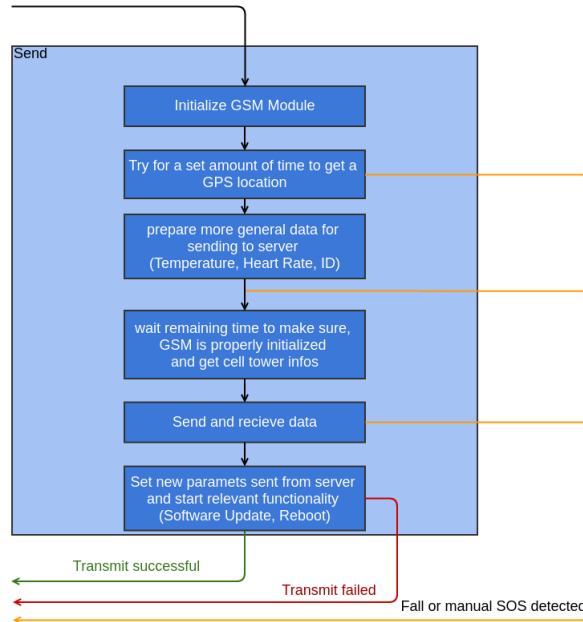 Send
Initialize GSM Module
Try for a set amount of time to get a
GPS location
prepare more general data for
sending to server
(Temperature, Heart Rate, ID)
wait remaining time to make sure,
GSM is properly initialized
and get cell tower infos
Send and recieve data
Set new paramets sent from server
and start relevant functionality
(Software Update, Reboot)
Transmit successful
Transmit failed
Fall or manual SOS detected